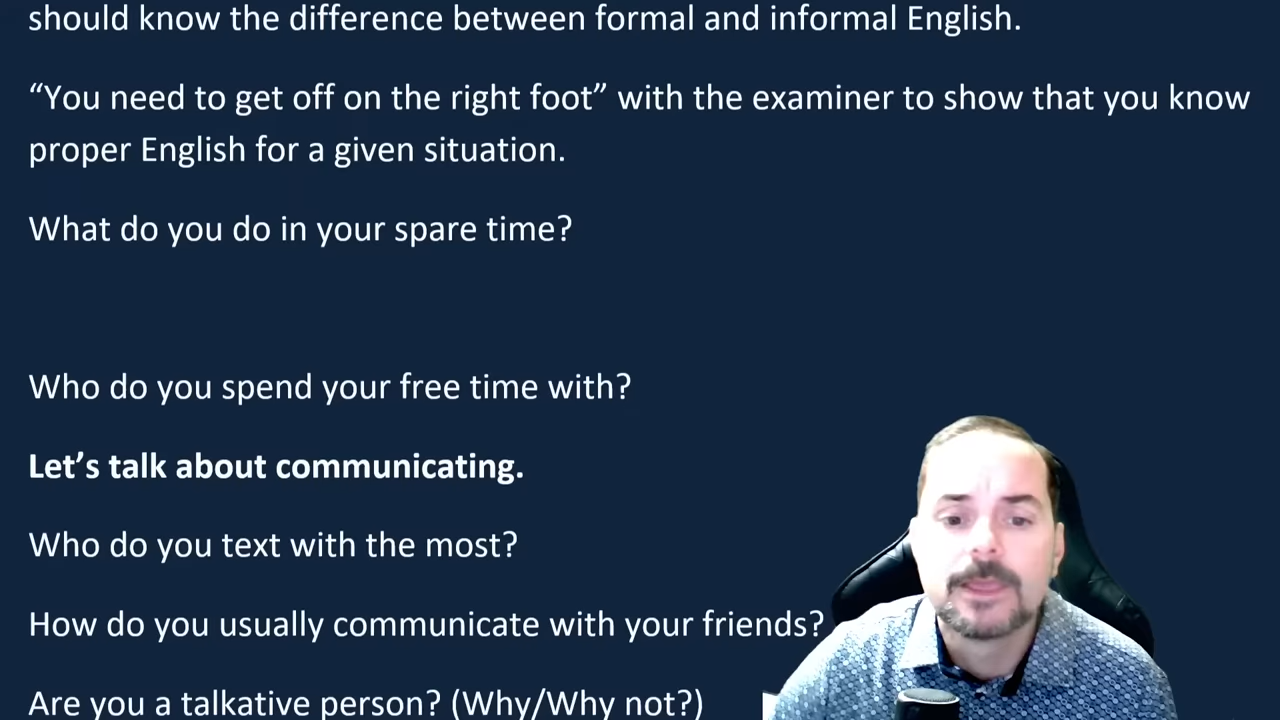 should know the difference between formal and informal English.
“You need to get off on the right foot” with the examiner to show that you know
proper English for a given situation.
What do you do in your spare time?
Who do you spend your free time with?
Let’s talk about communicating.
Who do you text with the most?
How do you usually communicate with your friends?
Are you a talkative person? (Why/Why not?)